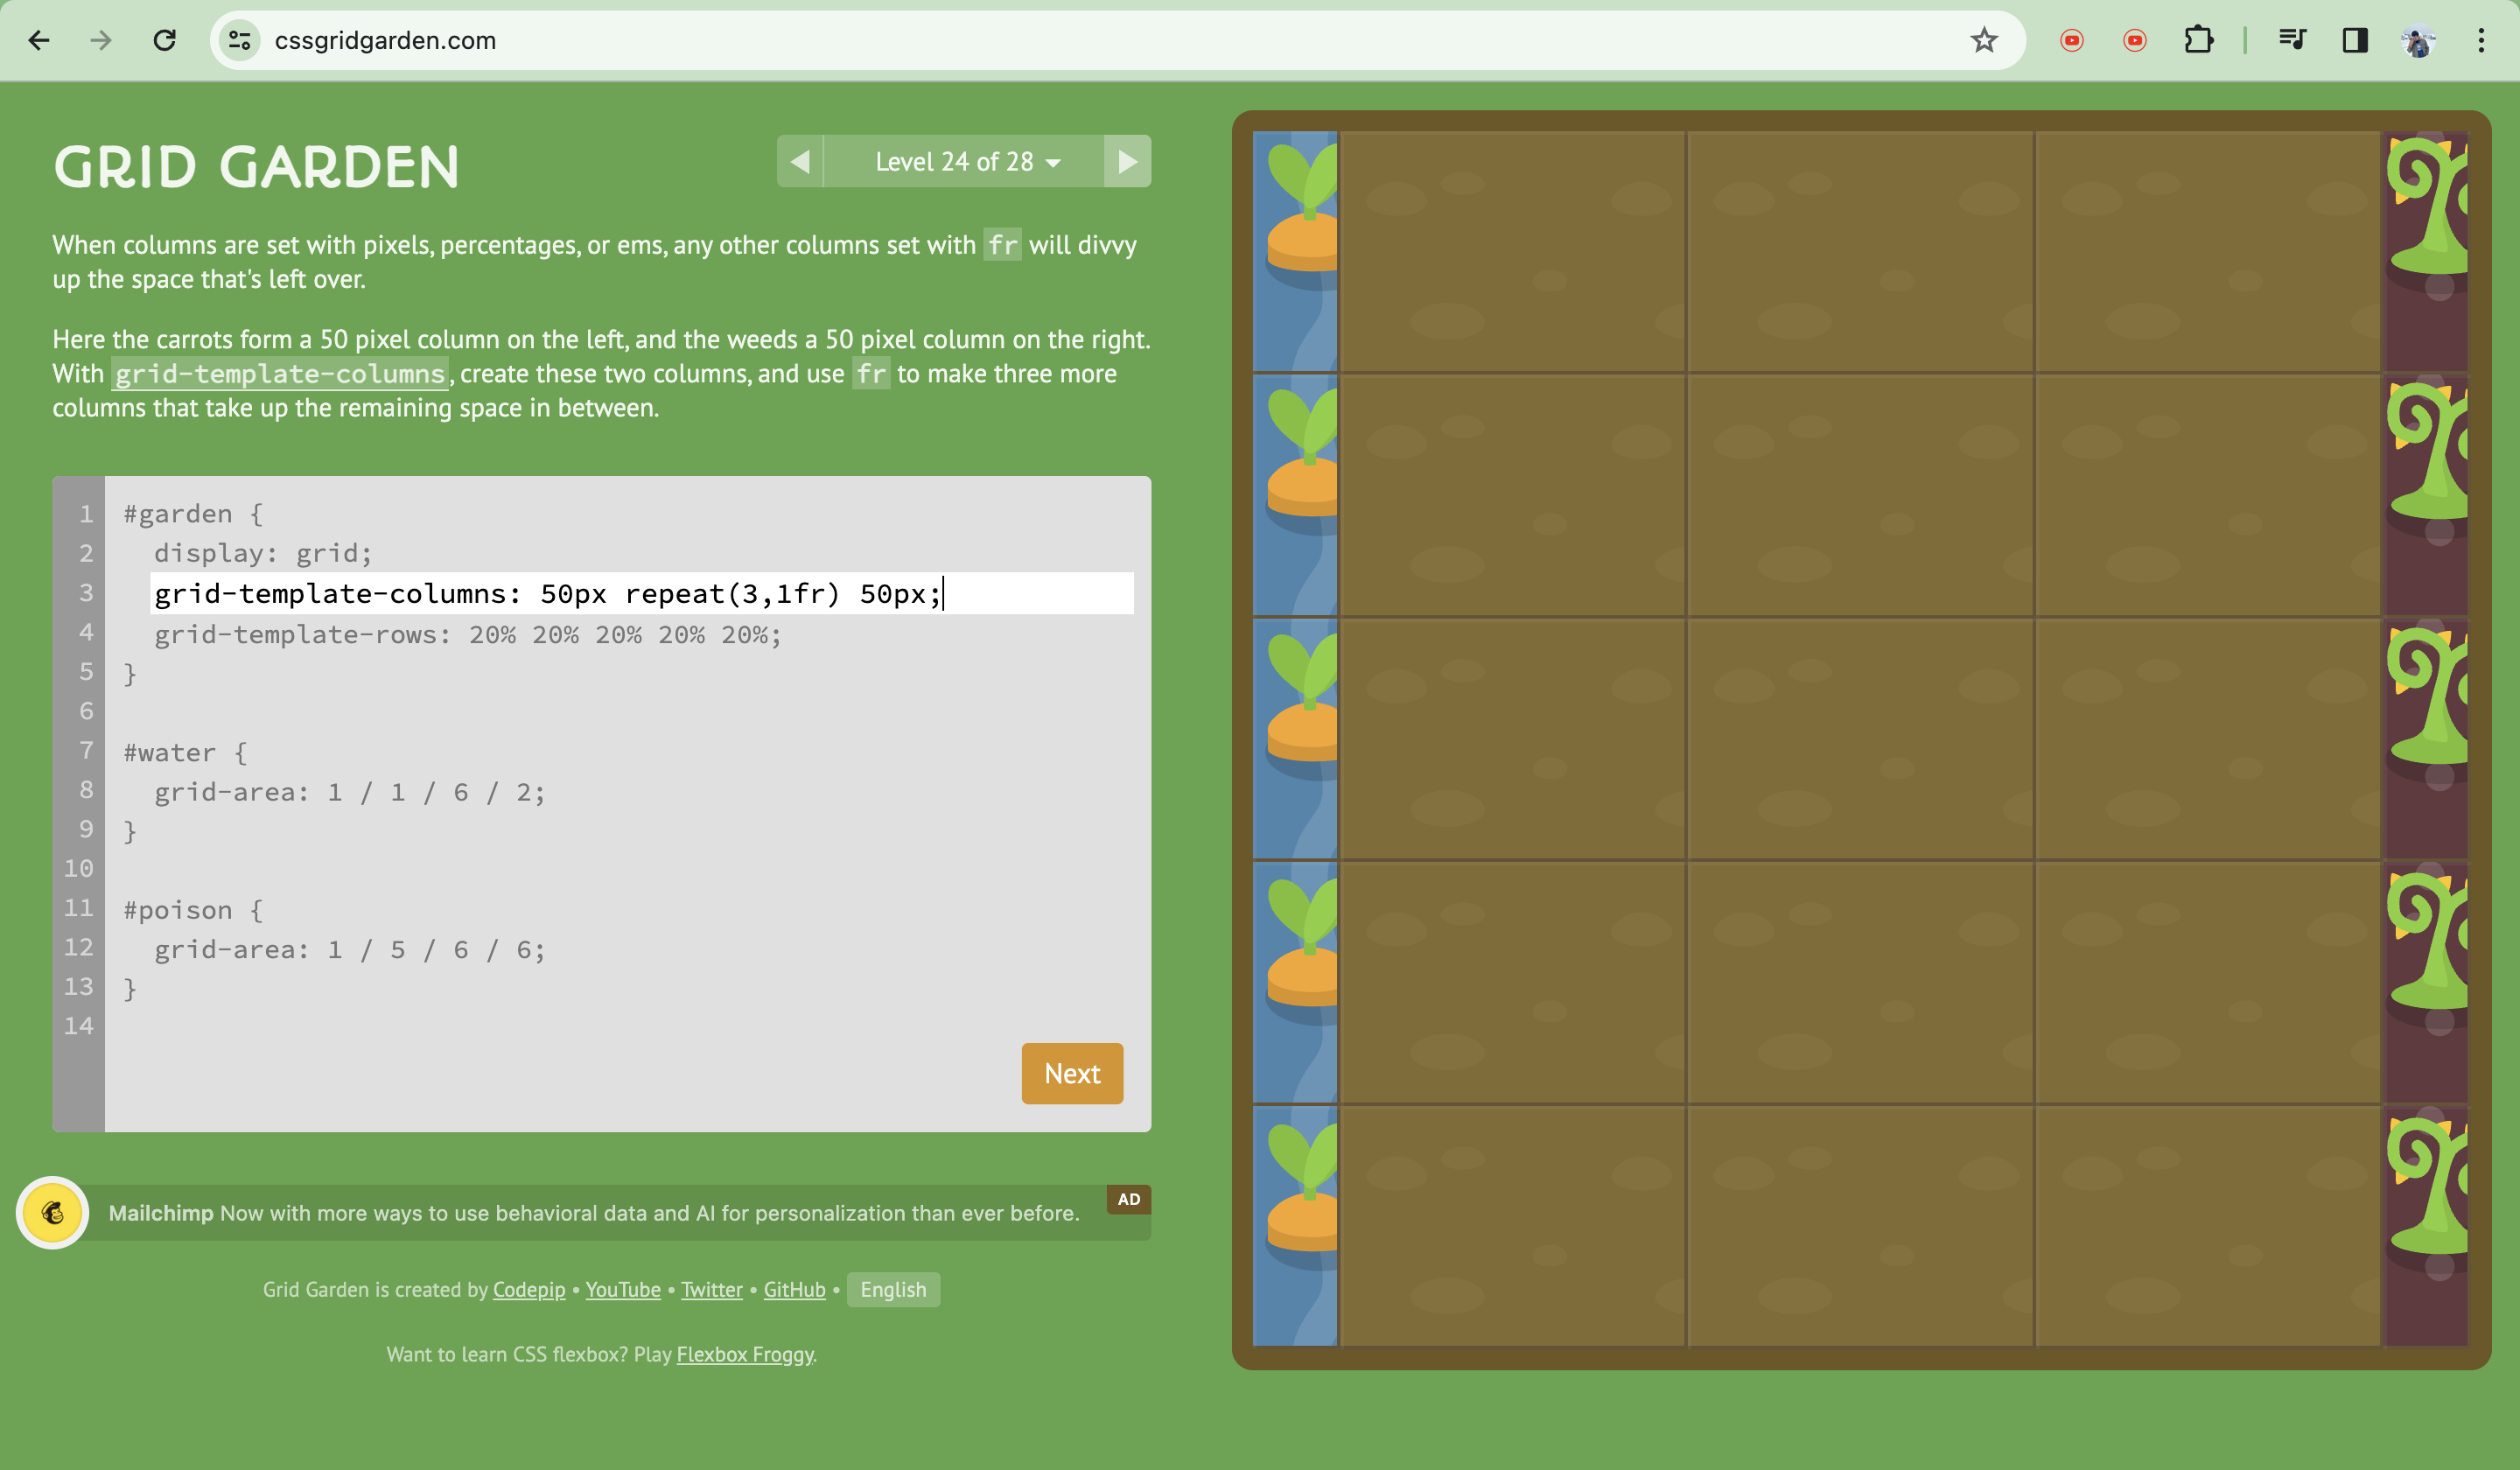 cssgridgarden.com
GRID GARDEN
Level 24 of 28
When columns are set with pixels, percentages, or ems, any other columns set with fr will divvy
up the space that's left over.
Here the carrots form a 50 pixel column on the left, and the weeds a 50 pixel column on the right.
With grid-template-columns, create these two columns, and use fr to make three more
columns that take up the remaining space in between.
1 #garden {
2 display: grid;
3 grid-template-columns: 50px repeat(3,1fr) 50px;
4 grid-template-rows: 20% 20% 20% 20% 20%;
5 }
6
7 #water {
8 grid-area: 1 / 1 / 6 / 2;
9 }
10
11 #poison {
12 grid-area: 1 / 5 / 6 / 6;
13 }
14
Next
AD
Mailchimp Now with more ways to use behavioral data and AI for personalization than ever before.
Grid Garden is created by Codepip • YouTube • Twitter • GitHub • English
Want to learn CSS flexbox? Play Flexbox Froggy.